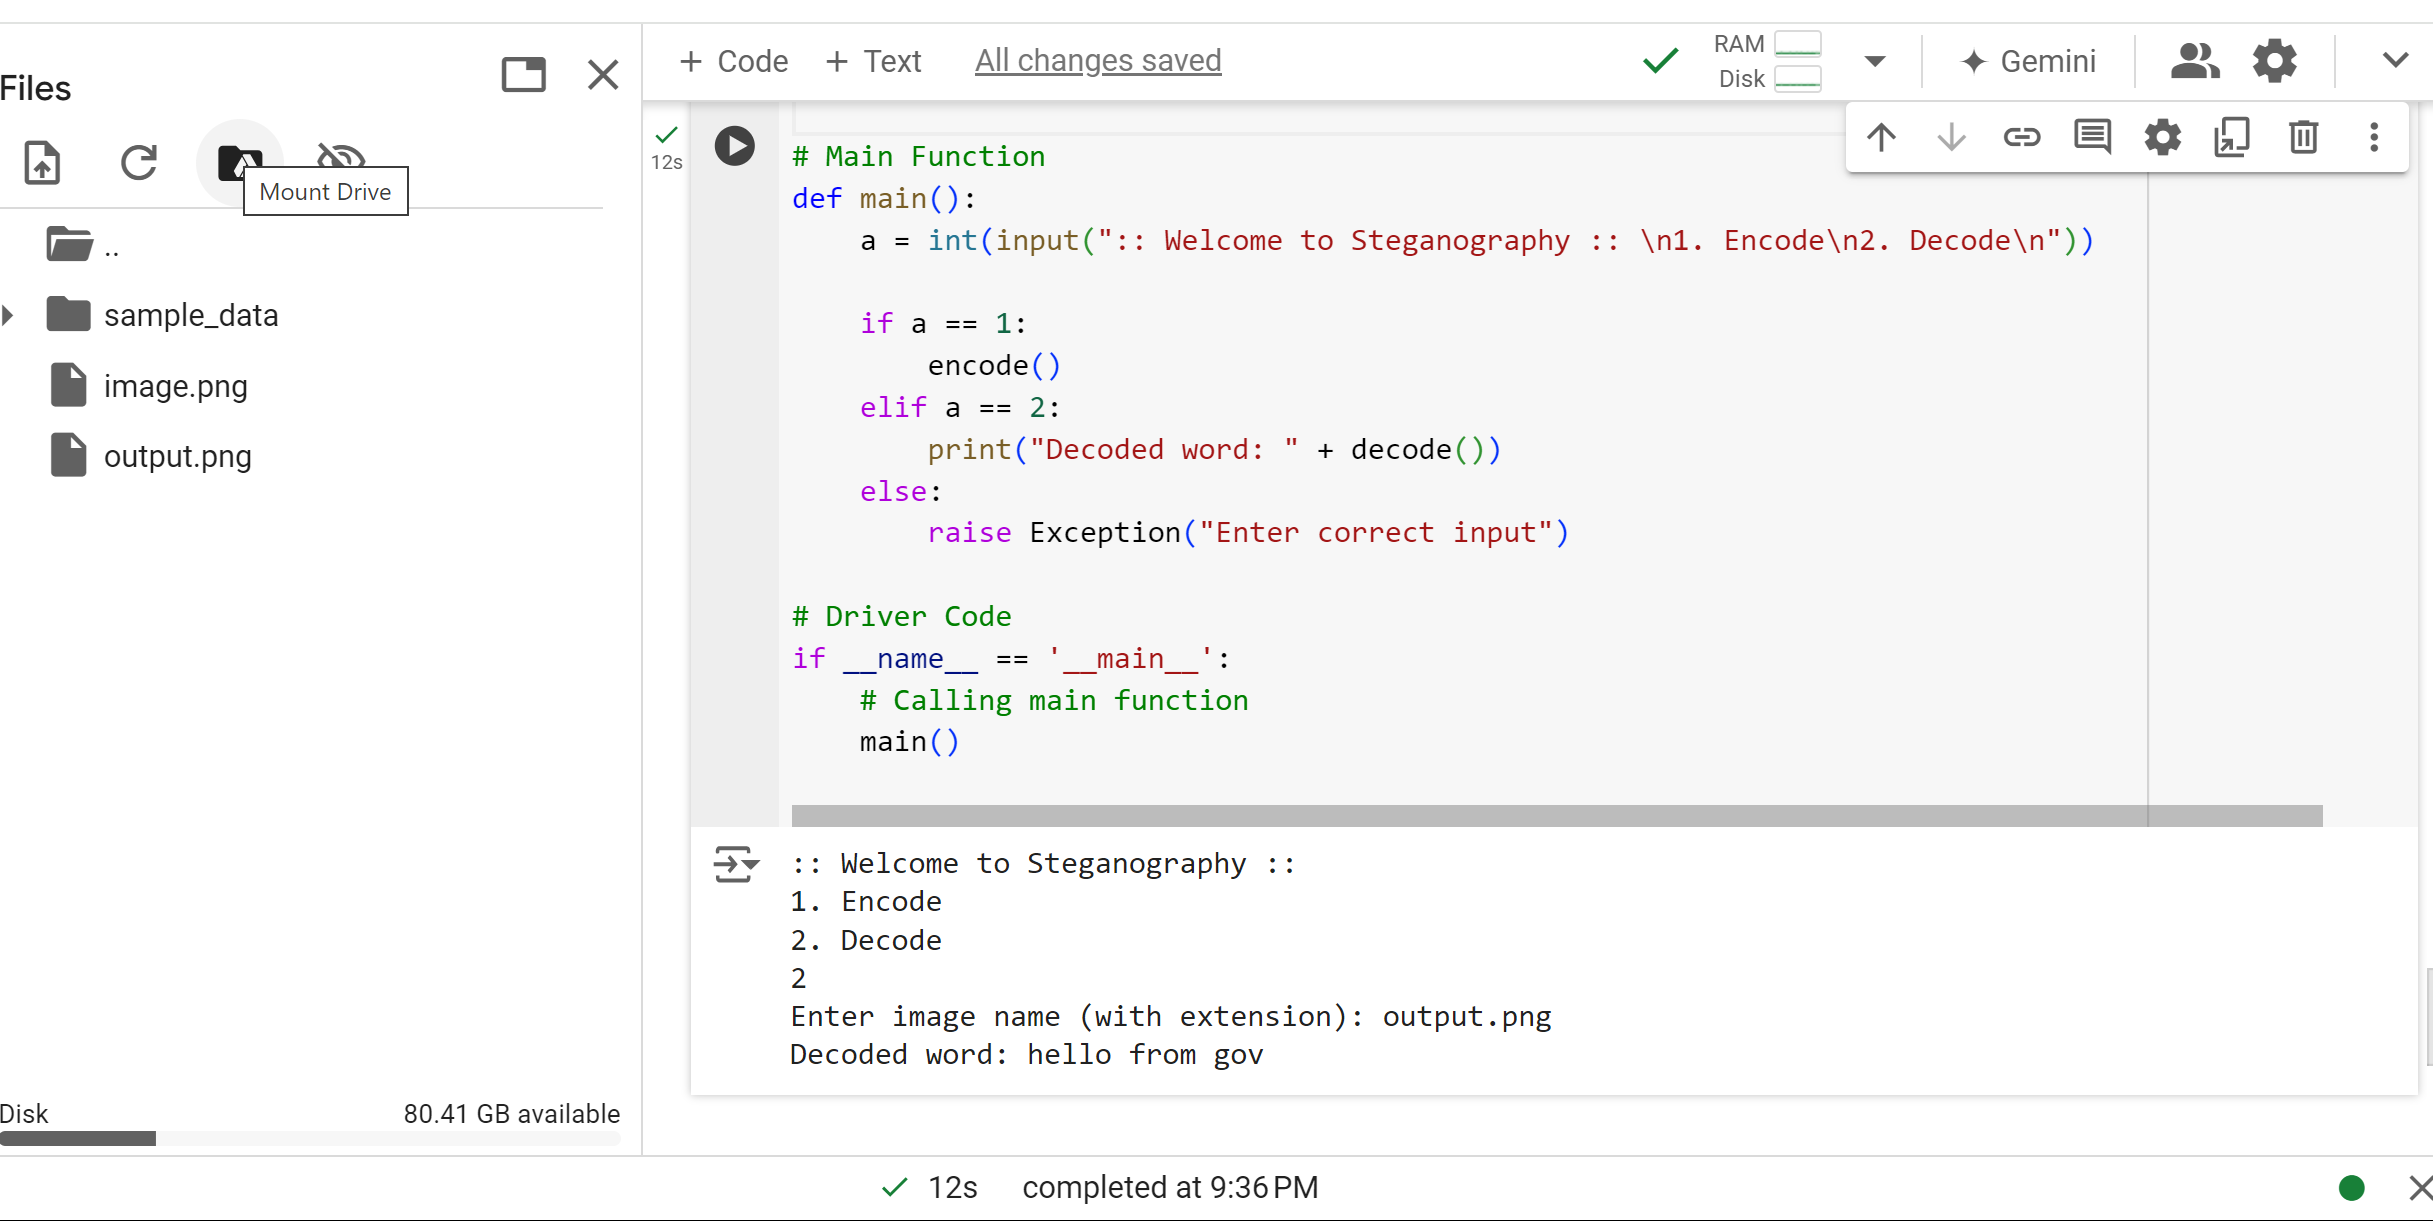 Files
Mount Drive
..
sample_data
image.png
output.png
Disk
80.41 GB available
+ Code
+ Text
All changes saved
RAM
Disk
Gemini
12s
# Main Function
def main():
    a = int(input(":: Welcome to Steganography :: \n1. Encode\n2. Decode\n"))
    if a == 1:
        encode()
    elif a == 2:
        print("Decoded word: " + decode())
    else:
        raise Exception("Enter correct input")
# Driver Code
if __name__ == '__main__':
    # Calling main function
    main()
:: Welcome to Steganography ::
1. Encode
2. Decode
2
Enter image name (with extension): output.png
Decoded word: hello from gov
12s completed at 9:36 PM